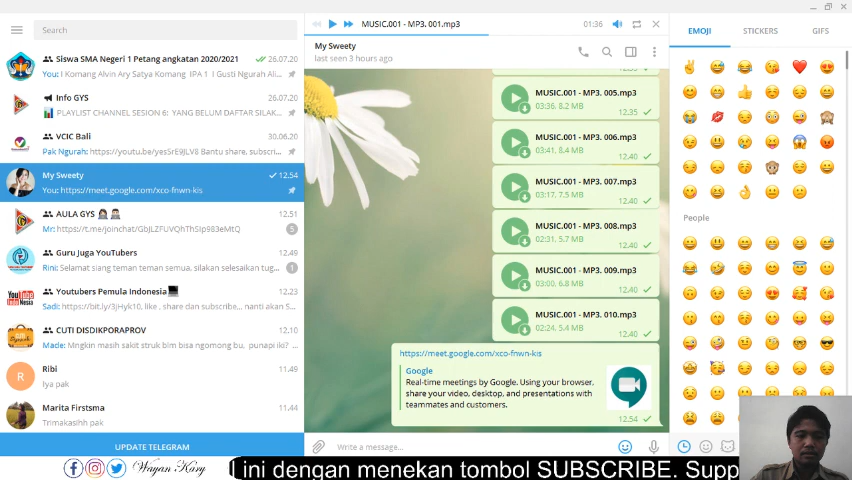 Search
Siswa SMA Negeri 1 Petang angkatan 2020/2021
26.07.20
You: I Komang Alvin Ary Satya Komang IPA 1 I Gusti Ngurah Ali...
Info GYS
26.07.20
PLAYLIST CHANNEL SESION 6: YANG BELUM DAFTAR SILAK...
VCIC Bali
30.06.20
Pak Ngurah: https://youtu.be/yesSrE9JLV8 Bantu share, subscri...
My Sweety
12.54
You: https://meet.google.com/xco-fnwn-kis
AULA GYS
12.51
Mr: https://t.me/joinchat/GbJLZFUVQhThSIp983eMtQ
5
Guru Juga YouTubers
12.49
Rini: Selamat siang teman teman semua, silakan selesaikan tug...
1
Youtubers Pemula Indonesia
12.23
Sadi: https://bit.ly/3jHyk10, like , share dan subscribe,,, nanti akan S...
CUTI DISDIKPORAPROV
12.10
Made: Mngkin masih sakit struk blm bisa ngomong bu. punapi iki? ...
R
Ribi
11.49
Iya pak
Marita Firstsma
11.44
Trimakasihh pak
UPDATE TELEGRAM
MUSIC.001 - MP3. 001.mp3
01:36
My Sweety
last seen 3 hours ago
12.35
MUSIC.001 - MP3. 005.mp3
03:36, 8.2 MB
12.35
MUSIC.001 - MP3. 006.mp3
03:41, 8.4 MB
12.40
MUSIC.001 - MP3. 007.mp3
03:17, 7.5 MB
12.40
MUSIC.001 - MP3. 008.mp3
02:31, 5.7 MB
12.40
MUSIC.001 - MP3. 009.mp3
03:00, 6.8 MB
12.40
MUSIC.001 - MP3. 010.mp3
02:24, 5.4 MB
12.40
https://meet.google.com/xco-fnwn-kis
Google
Real-time meetings by Google. Using your browser,
share your video, desktop, and presentations with
teammates and customers.
12.54
Write a message...
EMOJI
STICKERS
GIFS
People
Wayan Kary
ini dengan menekan tombol SUBSCRIBE. Supp